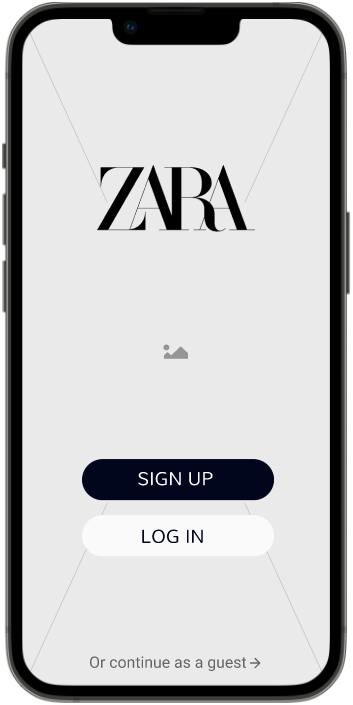 ZARA
SIGN UP
LOG IN
Or continue as a guest →